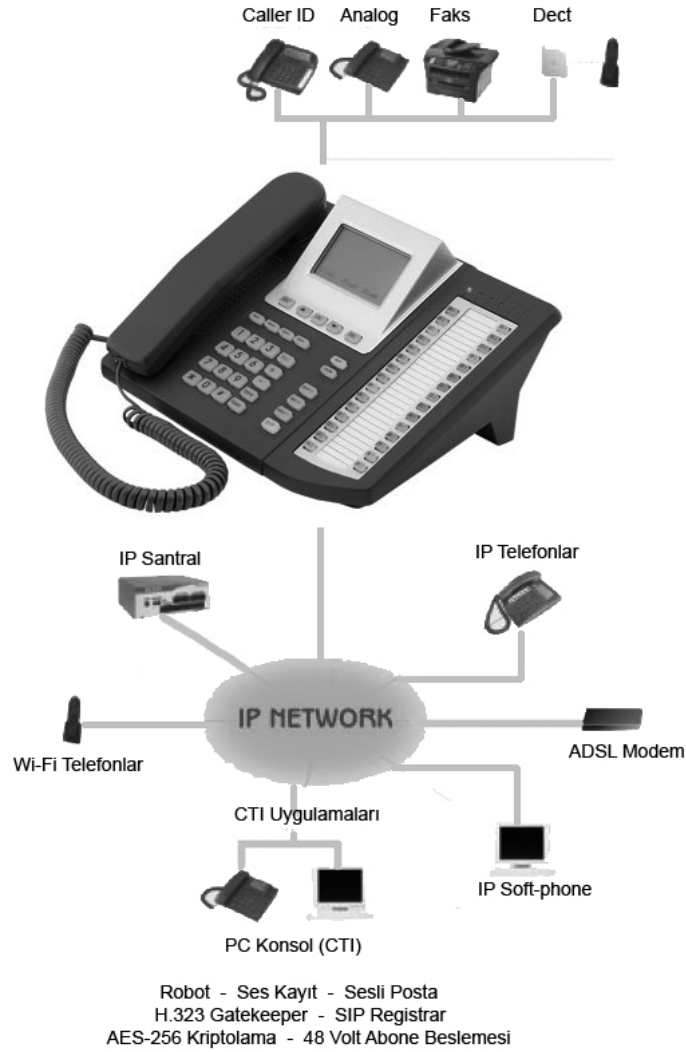 Caller ID Analog Faks Dect
IP Santral
IP Telefonlar
IP NETWORK
Wi-Fi Telefonlar
ADSL Modem
CTI Uygulamaları
IP Soft-phone
PC Konsol (CTI)
Robot - Ses Kayıt - Sesli Posta
H.323 Gatekeeper - SIP Registrar
AES-256 Kriptolama - 48 Volt Abone Beslemesi